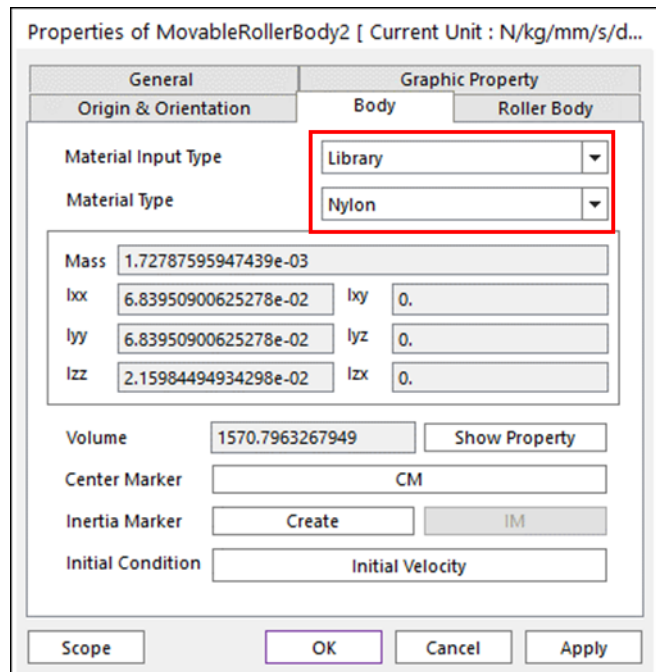 Properties of MovableRollerBody2 [ Current Unit : N/kg/mm/s/d...
General Graphic Property
Origin & Orientation Body Roller Body
Material Input Type Library
Material Type Nylon
Mass 1.72787595947439e-03
Ixx 6.83950900625278e-02 Ixy 0.
Iyy 6.83950900625278e-02 Iyz 0.
Izz 2.15984494934298e-02 Izx 0.
Volume 1570.7963267949 Show Property
Center Marker CM
Inertia Marker Create IM
Initial Condition Initial Velocity
Scope OK Cancel Apply